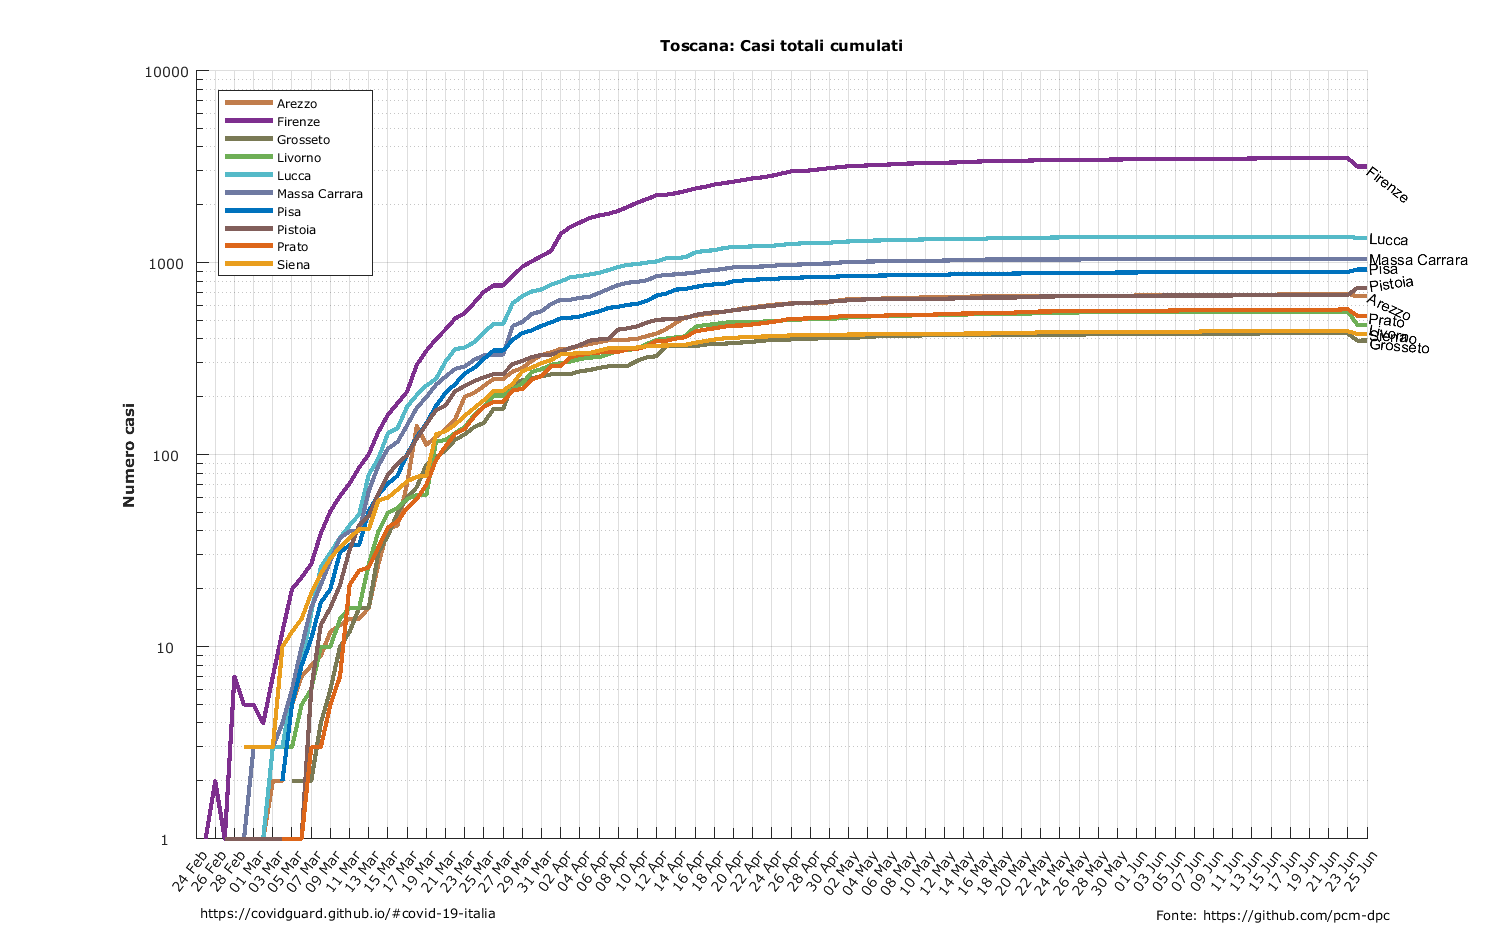 Toscana: Casi totali cumulati
10000
1000
100
10
1
Numero casi
Arezzo
Firenze
Grosseto
Livorno
Lucca
Massa Carrara
Pisa
Pistoia
Prato
Siena
Firenze
Lucca
Massa Carrara
Pisa
Pistoia
Arezzo
Prato
Livorno
Siena
Grosseto
24 Feb
26 Feb
28 Feb
01 Mar
03 Mar
05 Mar
07 Mar
09 Mar
11 Mar
13 Mar
15 Mar
17 Mar
19 Mar
21 Mar
23 Mar
25 Mar
27 Mar
29 Mar
31 Mar
02 Apr
04 Apr
06 Apr
08 Apr
10 Apr
12 Apr
14 Apr
16 Apr
18 Apr
20 Apr
22 Apr
24 Apr
26 Apr
28 Apr
30 Apr
02 May
04 May
06 May
08 May
10 May
12 May
14 May
16 May
18 May
20 May
22 May
24 May
26 May
28 May
30 May
01 Jun
03 Jun
05 Jun
07 Jun
09 Jun
11 Jun
13 Jun
15 Jun
17 Jun
19 Jun
21 Jun
23 Jun
25 Jun
https://covidguard.github.io/#covid-19-italia
Fonte: https://github.com/pcm-dpc